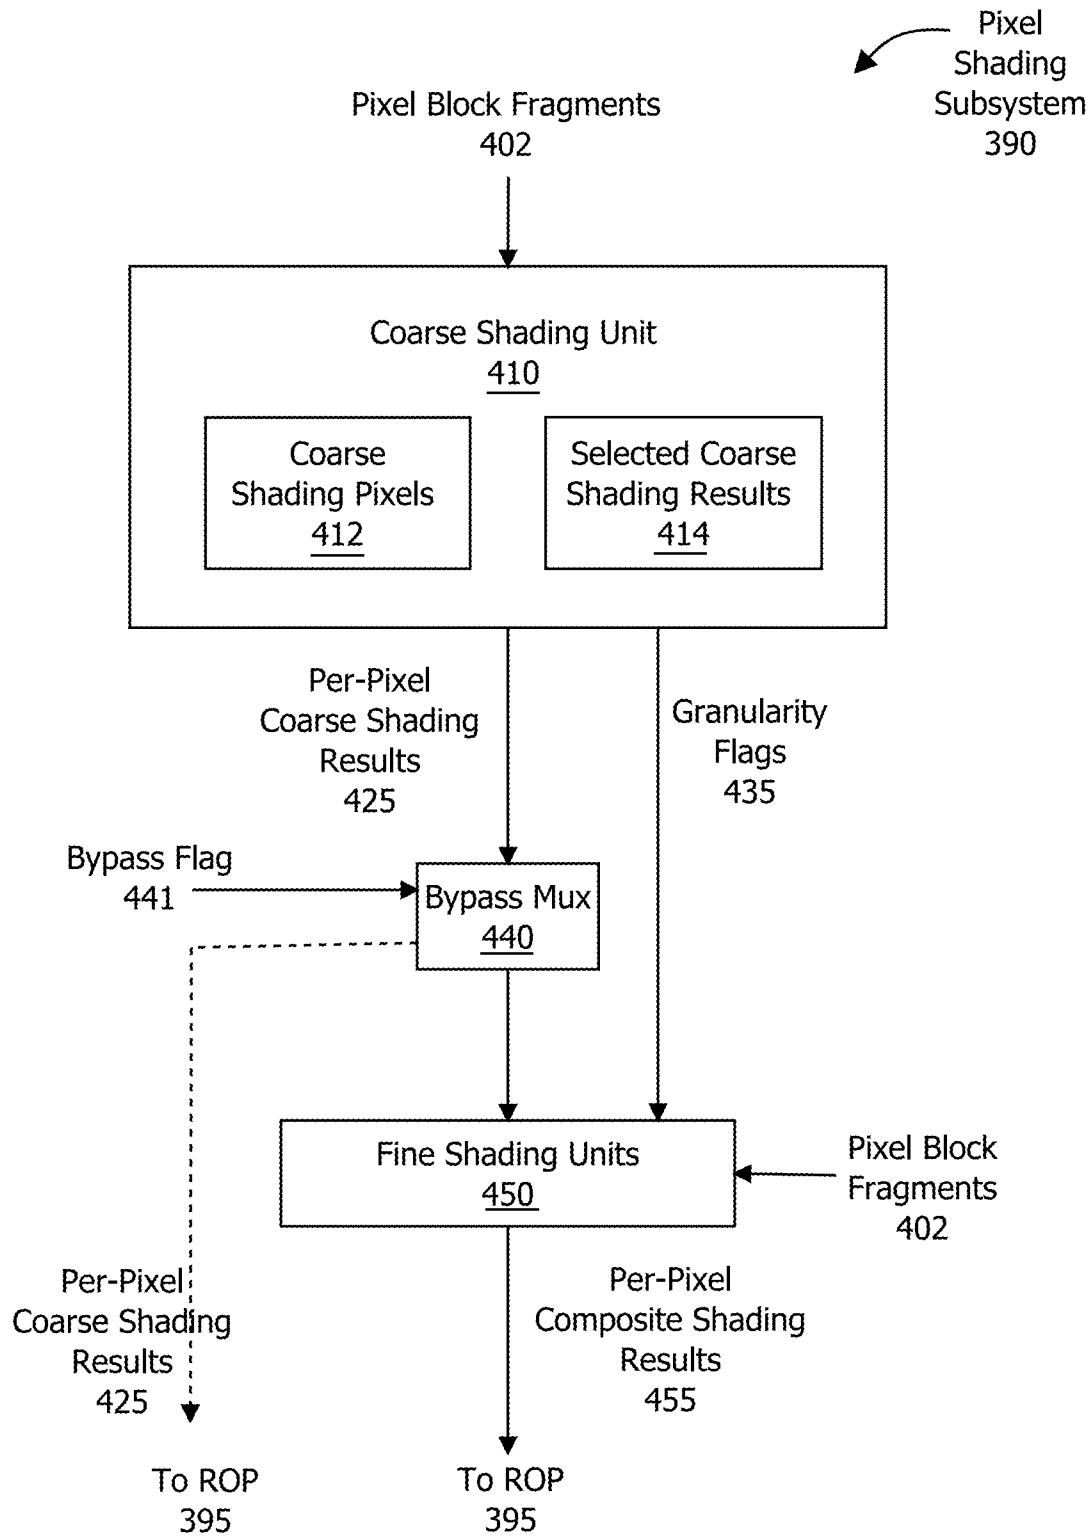 Pixel
Shading
Subsystem
390
Pixel Block Fragments
402
Coarse Shading Unit
410
Coarse
Shading Pixels
412
Selected Coarse
Shading Results
414
Per-Pixel
Coarse Shading
Results
425
Granularity
Flags
435
Bypass Flag
441
Bypass Mux
440
Fine Shading Units
450
Pixel Block
Fragments
402
Per-Pixel
Coarse Shading
Results
425
Per-Pixel
Composite Shading
Results
455
To ROP
395
To ROP
395